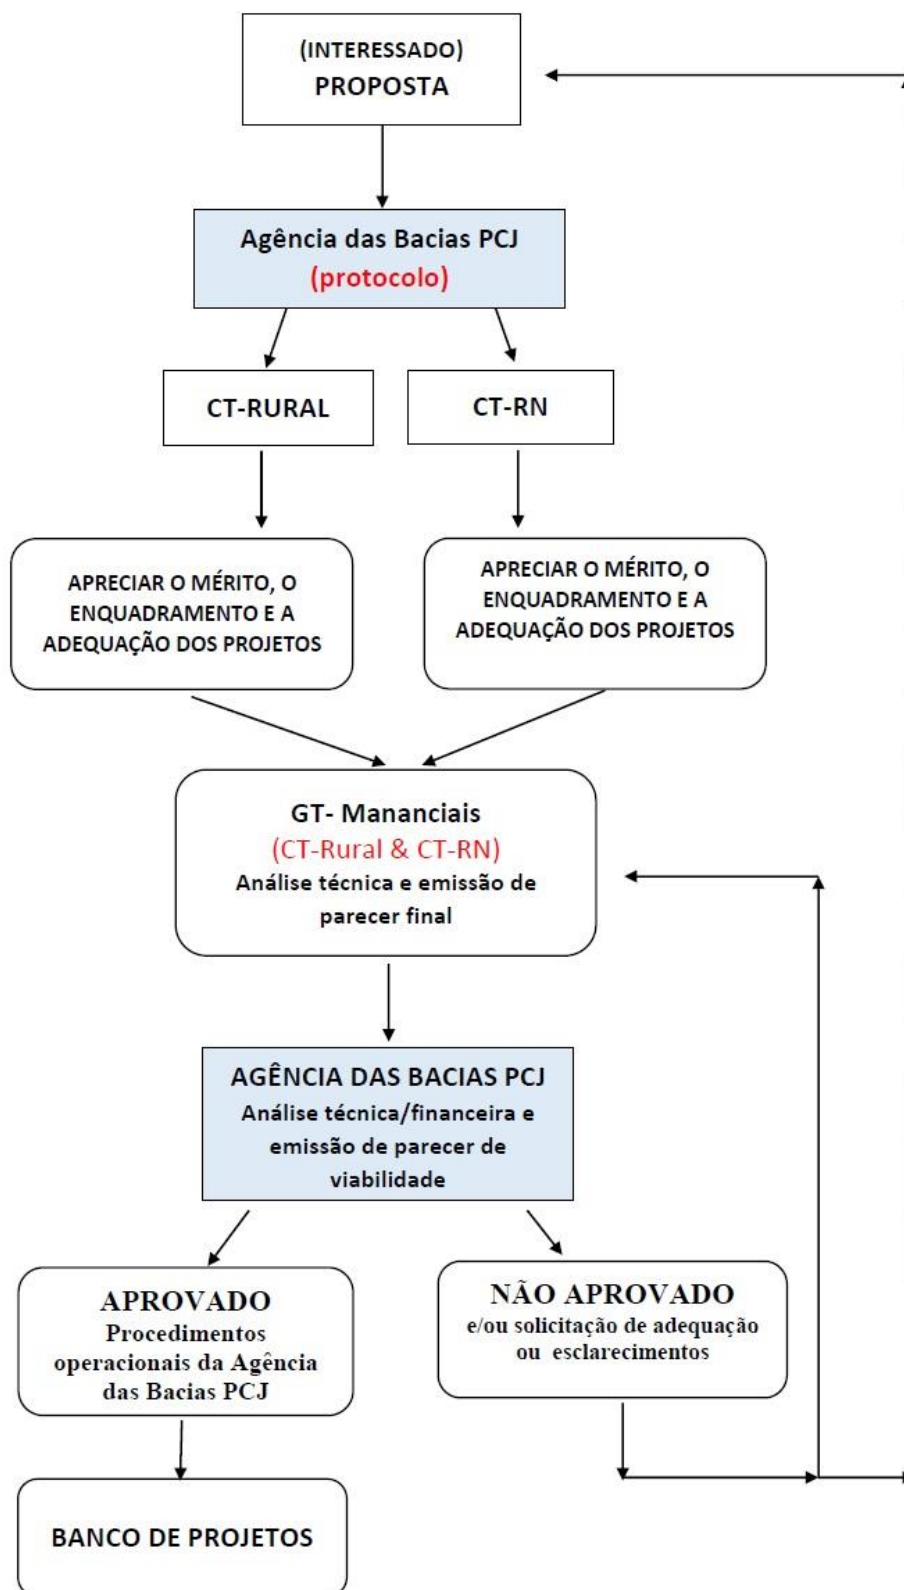 (INTERESSADO)
PROPOSTA
Agência das Bacias PCJ
(protocolo)
CT-RURAL
CT-RN
APRECIAR O MÉRITO, O
ENQUADRAMENTO E A
ADEQUAÇÃO DOS PROJETOS
APRECIAR O MÉRITO, O
ENQUADRAMENTO E A
ADEQUAÇÃO DOS PROJETOS
GT- Mananciais
(CT-Rural & CT-RN)
Análise técnica e emissão de
parecer final
AGÊNCIA DAS BACIAS PCJ
Análise técnica/financeira e
emissão de parecer de
viabilidade
APROVADO
Procedimentos
operacionais da Agência
das Bacias PCJ
NÃO APROVADO
e/ou solicitação de adequação
ou esclarecimentos
BANCO DE PROJETOS